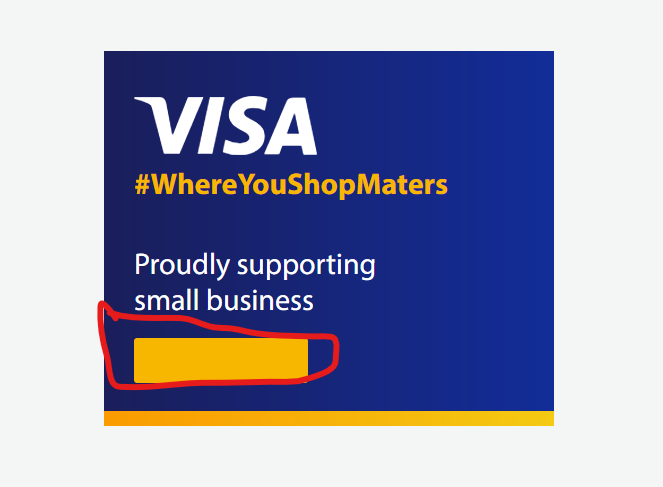 VISA
#WhereYouShopMaters
Proudly supporting
small business